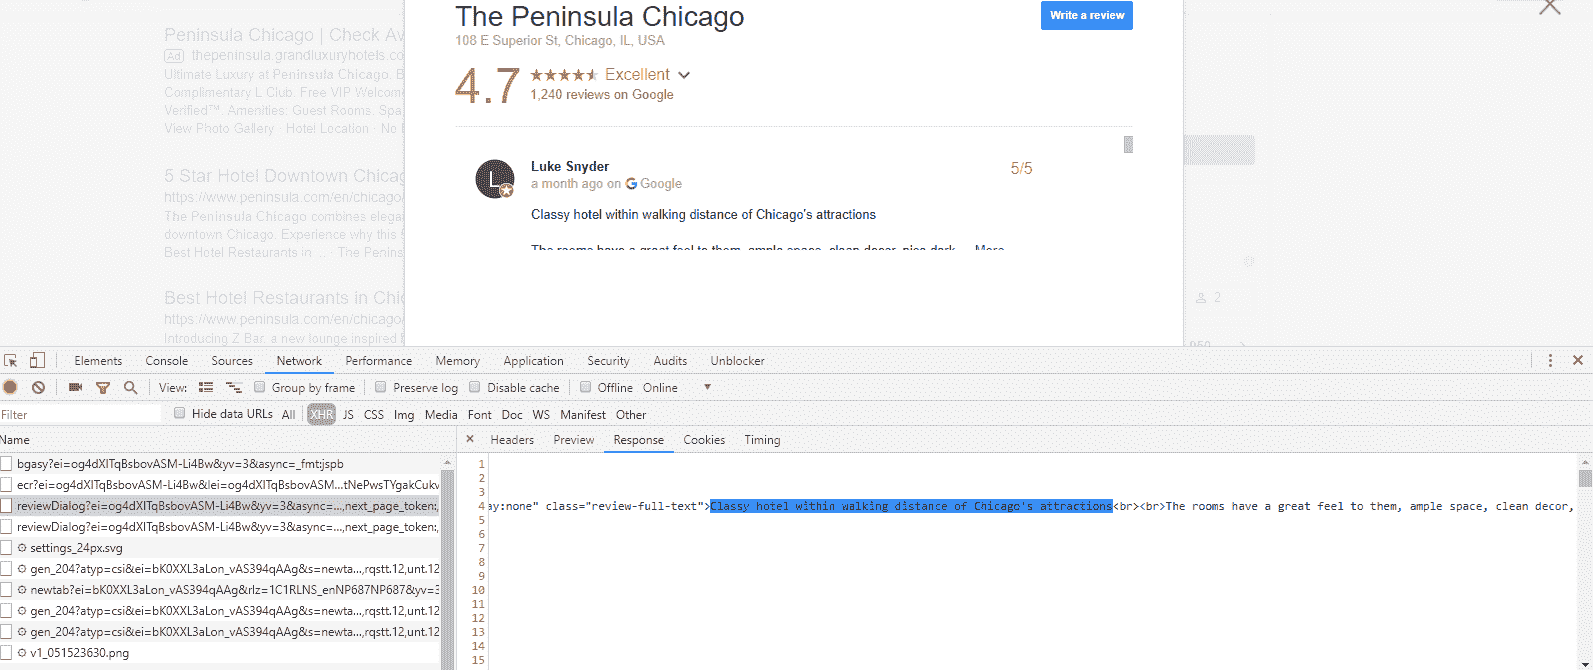 The Peninsula Chicago
Write a review
108 E Superior St, Chicago, IL, USA
4.7
Excellent
1,240 reviews on Google
Luke Snyder
5/5
a month ago on Google
Classy hotel within walking distance of Chicago's attractions
The rooms have a great feel to them, ample space, clean decor, nice dark ... More
Peninsula Chicago | Check Av
Ad thepeninsula.grandluxuryhotels.co
Ultimate Luxury at Peninsula Chicago. B
Complimentary L Club. Free VIP Welcome
Verified™. Amenities: Guest Rooms, Spa,
View Photo Gallery · Hotel Location · No
5 Star Hotel Downtown Chicag
https://www.peninsula.com/en/chicago/
The Peninsula Chicago combines elegan
downtown Chicago. Experience why this 5
Best Hotel Restaurants in ... · The Penins
Best Hotel Restaurants in Chic
https://www.peninsula.com/en/chicago/
Introducing Z Bar, a new lounge inspired
2
950
Elements Console Sources Network Performance Memory Application Security Audits Unblocker
View: Group by frame Preserve log Disable cache Offline Online
Filter Hide data URLs All XHR JS CSS Img Media Font Doc WS Manifest Other
Name
Headers Preview Response Cookies Timing
bgasy?ei=og4dXITqBsbovASM-Li4Bw&yv=3&async=_fmt:jspb
ecr?ei=og4dXITqBsbovASM-Li4Bw&lei=og4dXITqBsbovASM...tNePwsTYgakCukv
reviewDialog?ei=og4dXITqBsbovASM-Li4Bw&yv=3&async=...,next_page_token:,
reviewDialog?ei=og4dXITqBsbovASM-Li4Bw&yv=3&async=...,next_page_token:,
settings_24px.svg
gen_204?atyp=csi&ei=bK0XXL3aLon_vAS394qAAg&s=newta...,rqstt.12,unt.12
newtab?ei=bK0XXL3aLon_vAS394qAAg&rlz=1C1RLNS_enNP687NP687&yv=3
gen_204?atyp=csi&ei=bK0XXL3aLon_vAS394qAAg&s=newta...,rqstt.12,unt.12
gen_204?atyp=csi&ei=bK0XXL3aLon_vAS394qAAg&s=newta...,rqstt.12,unt.12
v1_051523630.png
1
2
3
4 ay:none" class="review-full-text">Classy hotel within walking distance of Chicago's attractions<br><br>The rooms have a great feel to them, ample space, clean decor,
5
6
7
8
9
10
11
12
13
14
15